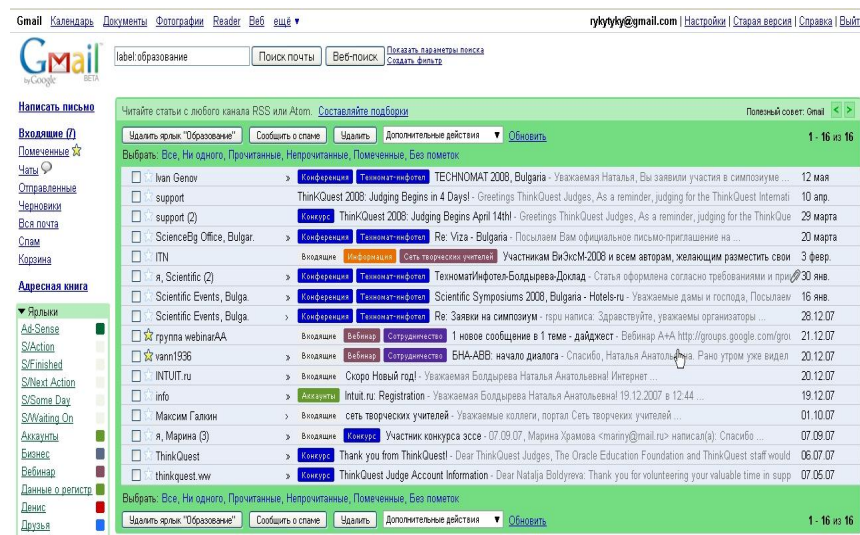 Gmail Календарь Документы Фотографии Reader Веб ещё ▼ rykytyky@gmail.com | Настройки | Старая версия | Справка | Выйт
Gmail by Google BETA
label:образование Поиск почты Веб-поиск Показать параметры поиска
Создать фильтр
Написать письмо
Входящие (7)
Помеченные
Чаты
Отправленные
Черновики
Вся почта
Спам
Корзина
Адресная книга
▼ Ярлыки
Ad-Sense
S/Action
S/Finished
S/Next Action
S/Some Day
S/Waiting On
Аккаунты
Бизнес
Вебинар
Данные о регистр
Денис
Друзья
Читайте статьи с любого канала RSS или Atom. Составляйте подборки Полезный совет: Gmail < >
Удалить ярлык "Образование" Сообщить о спаме Удалить Дополнительные действия ▼ Обновить 1 - 16 из 16
Выбрать: Все, Ни одного, Прочитанные, Непрочитанные, Помеченные, Без пометок
Ivan Genov » Конференция Техномат-инфотел TECHNOMAT 2008, Bulgaria - Уважаемая Наталья, Вы заявили участия в симпозиуме ... 12 мая
support ThinKQuest 2008: Judging Begins in 4 Days! - Greetings ThinkQuest Judges, As a reminder, judging for the ThinkQuest Internati 10 апр.
support (2) Конкурс ThinKQuest 2008: Judging Begins April 14th! - Greetings ThinkQuest Judges, As a reminder, judging for the ThinkQue 29 марта
ScienceBg Office, Bulgar. » Конференция Техномат-инфотел Re: Viza - Bulgaria - Посылаем Вам официальное письмо-приглашение на ... 20 марта
ITN Входящие Информация Сеть творческих учителей Участникам ВиЭксМ-2008 и всем авторам, желающим разместить свои 3 февр.
я, Scientific (2) » Конференция Техномат-инфотел ТехноматИнфотел-Болдырева-Доклад - Статья оформлена согласно требованиями и при 30 янв.
Scientific Events, Bulga. » Конференция Техномат-инфотел Scientific Symposiums 2008, Bulgaria - Hotels-ru - Уважаемые дамы и господа, Посылаем 16 янв.
Scientific Events, Bulga. › Конференция Техномат-инфотел Re: Заявки на симпозиум - rspu написа: Здравствуйте, уважаемы организаторы ... 28.12.07
группа webinarAA Входящие Вебинар Сотрудничество 1 новое сообщение в 1 теме - дайджест - Вебинар A+A http://groups.google.com/grou 21.12.07
vann1936 » Входящие Вебинар Сотрудничество БНА-АВВ: начало диалога - Спасибо, Наталья Анатольевна. Рано утром уже видел 20.12.07
INTUIT.ru » Входящие Скоро Новый год! - Уважаемая Болдырева Наталья Анатольевна! Интернет ... 20.12.07
info » Аккаунты Intuit.ru: Registration - Уважаемая Болдырева Наталья Анатольевна! 19.12.2007 в 12:44 ... 19.12.07
Максим Галкин › Входящие сеть творческих учителей - Уважаемые коллеги, портал Сеть творческих учителей ... 01.10.07
я, Марина (3) » Входящие Конкурс Участник конкурса эссе - 07.09.07, Марина Храмова <mariny@mail.ru> написал(а): Спасибо ... 07.09.07
ThinkQuest » Конкурс Thank you from ThinkQuest! - Dear ThinkQuest Judges, The Oracle Education Foundation and ThinkQuest staff would 06.07.07
thinkquest.ww » Конкурс ThinkQuest Judge Account Information - Dear Natalja Boldyreva: Thank you for volunteering your valuable time in supp 07.05.07
Выбрать: Все, Ни одного, Прочитанные, Непрочитанные, Помеченные, Без пометок
Удалить ярлык "Образование" Сообщить о спаме Удалить Дополнительные действия ▼ Обновить 1 - 16 из 16